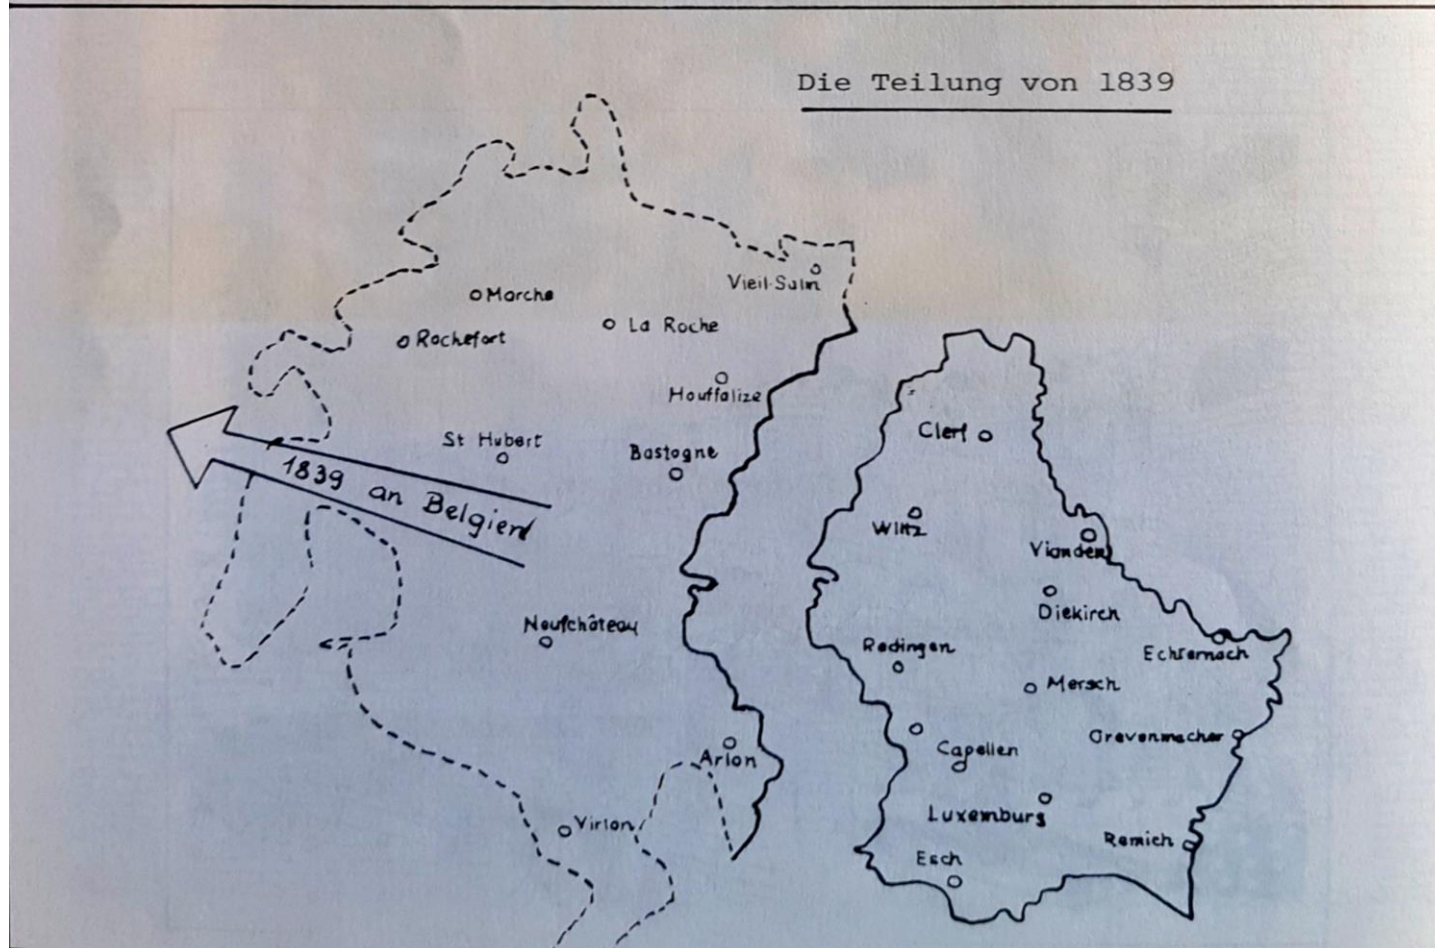 Die Teilung von 1839
Vieil-Salm
Marche
La Roche
Rochefort
Houffalize
Clerf
St Hubert
Bastogne
1839 an Belgien
Wiltz
Vianden
Diekirch
Neufchâteau
Echternach
Redingen
Mersch
Grevenmacher
Arlon
Capellen
Luxemburg
Virton
Remich
Esch